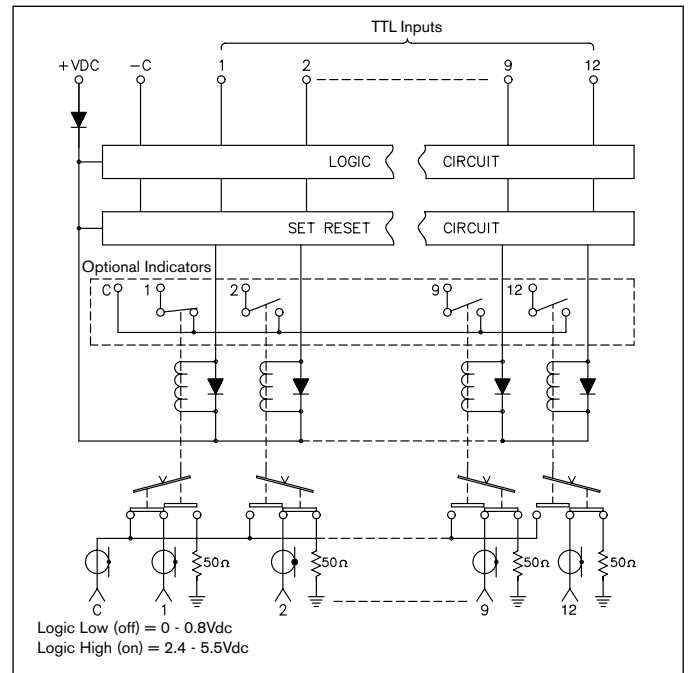 TTL Inputs
+VDC -C 1 2 9 12
LOGIC CIRCUIT
SET RESET CIRCUIT
Optional Indicators
C 1 2 9 12
50Ω 50Ω 50Ω 50Ω
C 1 2 9 12
Logic Low (off) = 0 - 0.8Vdc
Logic High (on) = 2.4 - 5.5Vdc